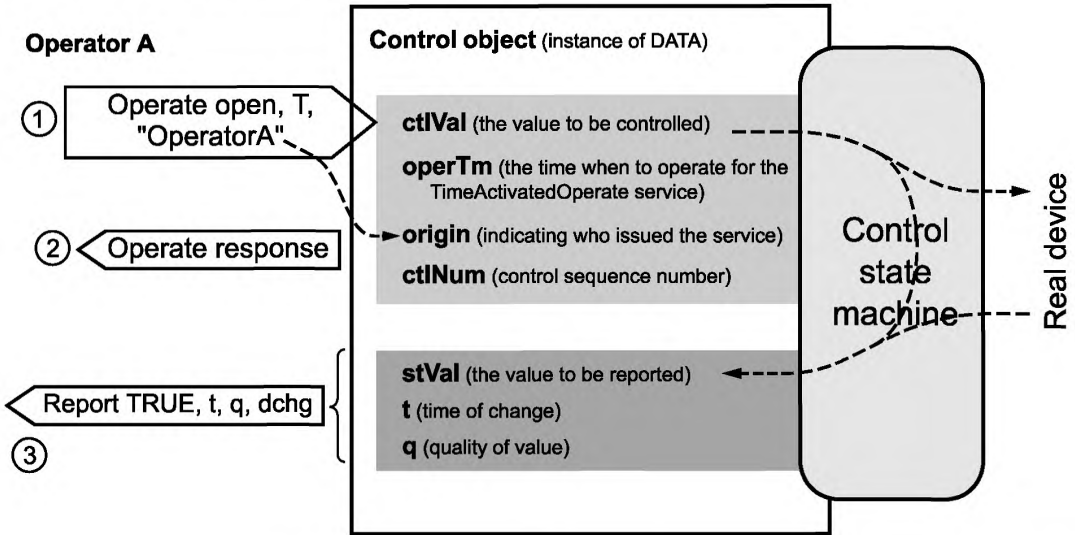 Operator A
Control object (instance of DATA)
1
Operate open, T,
"OperatorA"
ctlVal (the value to be controlled)
operTm (the time when to operate for the
TimeActivatedOperate service)
2
Operate response
origin (indicating who issued the service)
ctlNum (control sequence number)
Control
state
machine
Real device
stVal (the value to be reported)
Report TRUE, t, q, dchg
t (time of change)
3
q (quality of value)